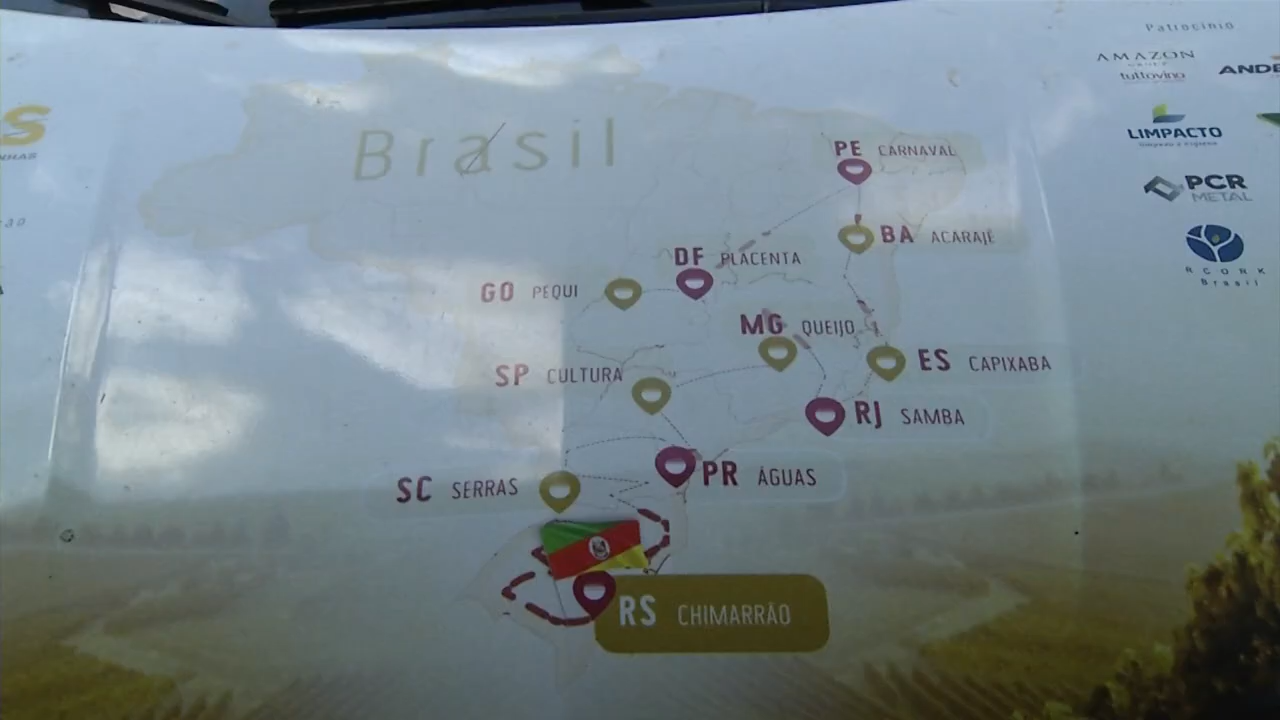 Patrocínio
AMAZON
tuttovino
ANDE
S
NHAS
LIMPACTO
Brasil
PE CARNAVAL
PCR
METAL
BA ACARAJÉ
DF PLACENTA
RCORK
Brasil
GO PEQUI
MG QUEIJO
ES CAPIXABA
SP CULTURA
RJ SAMBA
PR ÁGUAS
SC SERRAS
RS CHIMARRÃO